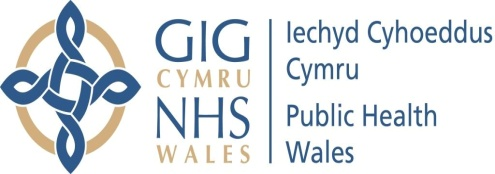 GIG
CYMRU
NHS
WALES
Iechyd Cyhoeddus
Cymru
Public Health
Wales